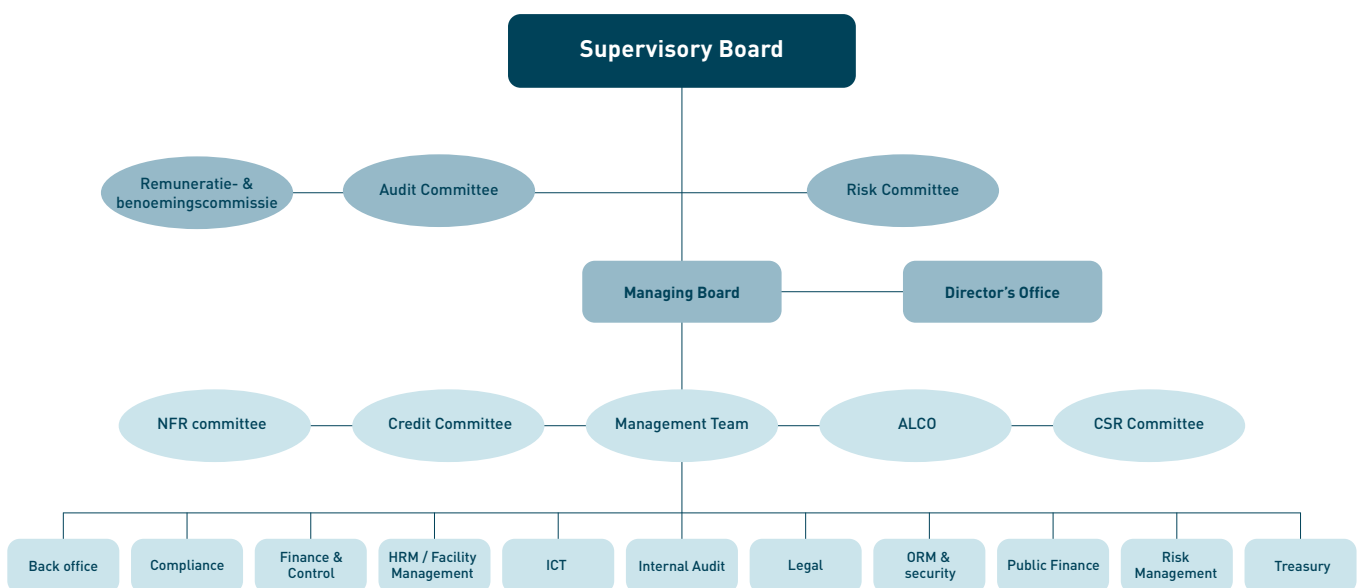 Supervisory Board
Remuneratie- &
benoemingscommissie
Audit Committee
Risk Committee
Managing Board
Director's Office
NFR committee
Credit Committee
Management Team
ALCO
CSR Committee
Back office
Compliance
Finance &
Control
HRM / Facility
Management
ICT
Internal Audit
Legal
ORM &
security
Public Finance
Risk
Management
Treasury